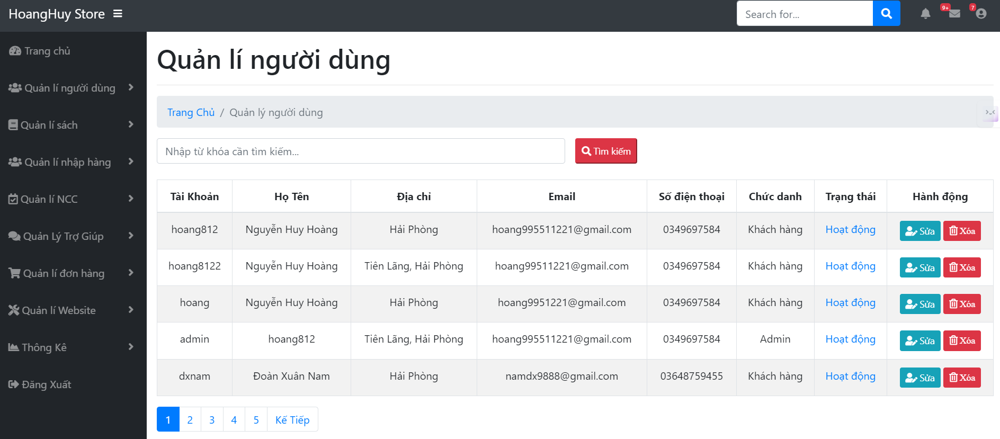 HoangHuy Store
Search for...
9+
7
Trang chủ
Quản lí người dùng
Quản lí sách
Quản lí nhập hàng
Quản lí NCC
Quản Lý Trợ Giúp
Quản lí đơn hàng
Quản lí Website
Thông Kê
Đăng Xuất
Quản lí người dùng
Trang Chủ / Quản lý người dùng
Nhập từ khóa cần tìm kiếm... Tìm kiếm
Tài Khoản Họ Tên Địa chỉ Email Số điện thoại Chức danh Trạng thái Hành động
hoang812 Nguyễn Huy Hoàng Hải Phòng hoang995511221@gmail.com 0349697584 Khách hàng Hoạt động Sửa Xóa
hoang8122 Nguyễn Huy Hoàng Tiên Lãng, Hải Phòng hoang99511221@gmail.com 0349697584 Khách hàng Hoạt động Sửa Xóa
hoang Nguyễn Huy Hoàng Hải Phòng hoang9951221@gmail.com 0349697584 Khách hàng Hoạt động Sửa Xóa
admin hoang812 Tiên Lãng, Hải Phòng hoang995511221@gmail.com 0349697584 Admin Hoạt động Sửa Xóa
dxnam Đoàn Xuân Nam Hải Phòng namdx9888@gmail.com 03648759455 Khách hàng Hoạt động Sửa Xóa
1 2 3 4 5 Kế Tiếp